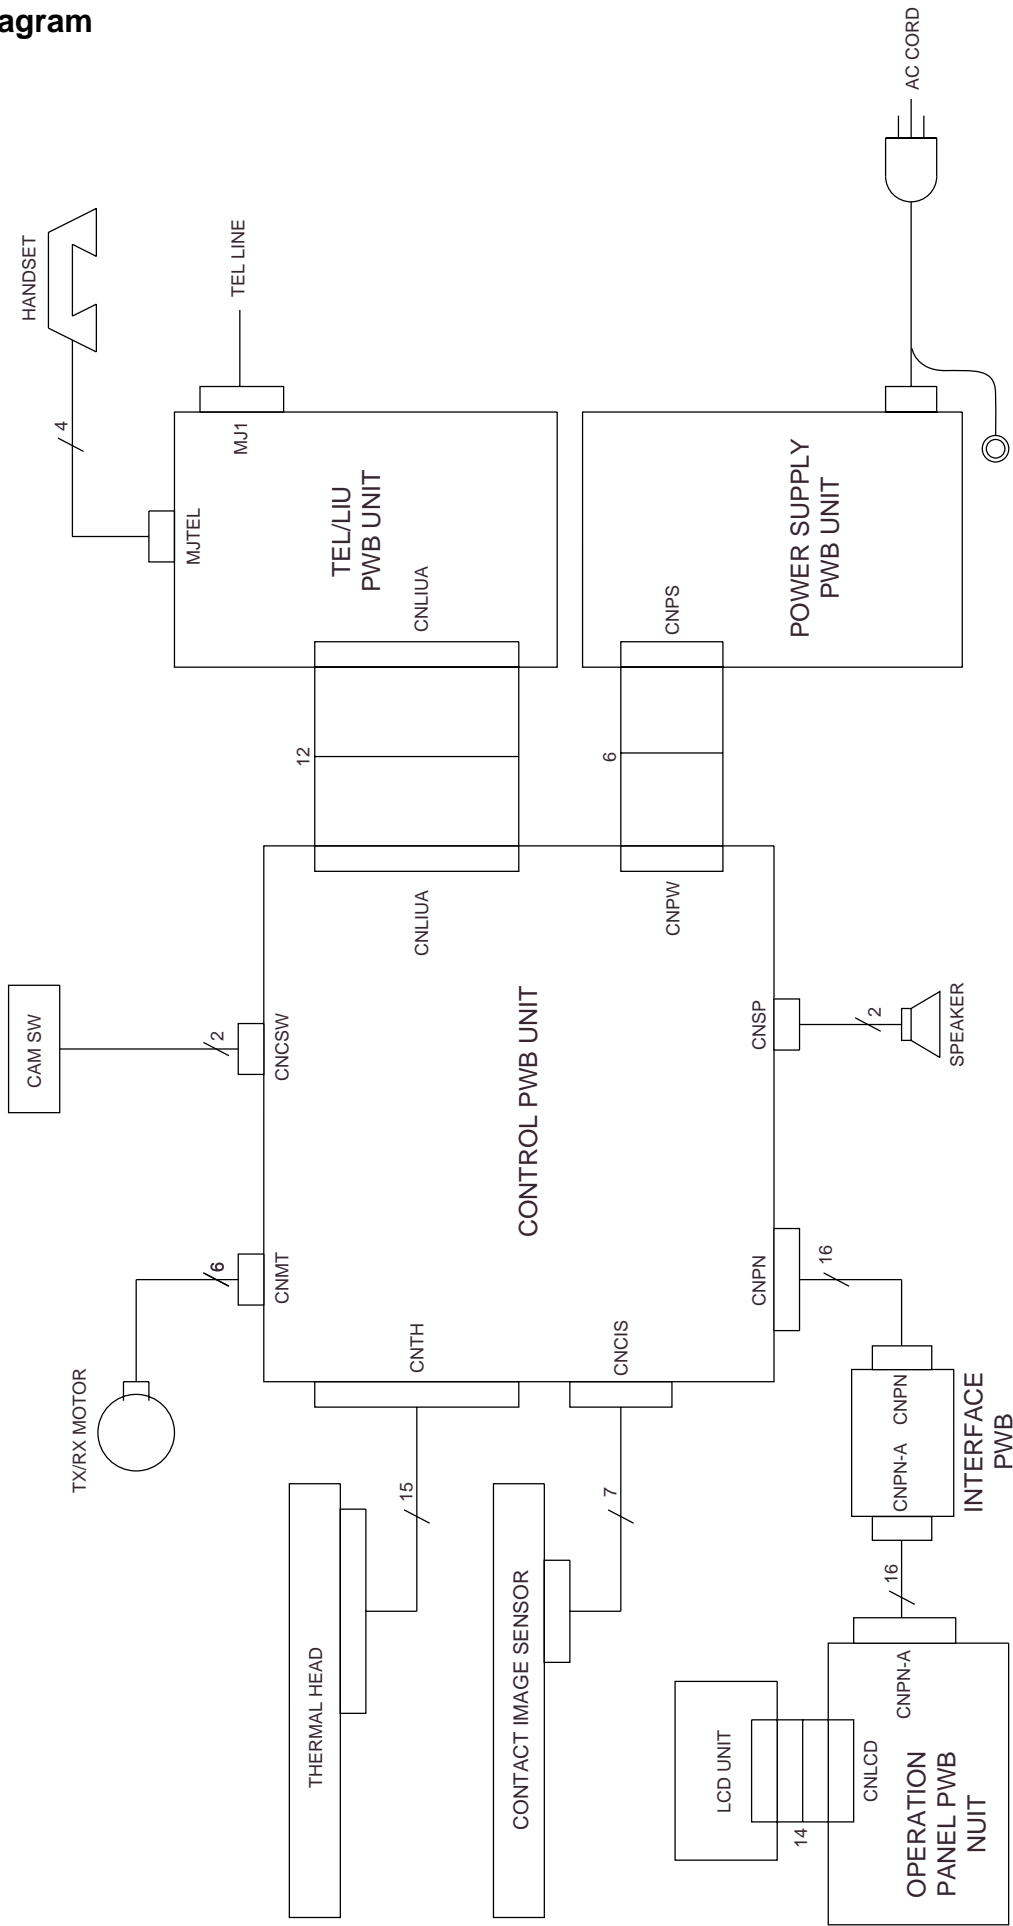 agram
AC CORD
HANDSET
TEL LINE
4
MJ1
MJTEL
TEL/LIU
PWB UNIT
CNLIUA
POWER SUPPLY
PWB UNIT
CNPS
12
6
CNLIUA
CNPW
CAM SW
2
CNCSW
CONTROL PWB UNIT
CNSP
2
SPEAKER
TX/RX MOTOR
6
CNMT
CNTH
CNCIS
CNPN
16
15
7
THERMAL HEAD
CONTACT IMAGE SENSOR
CNPN
CNPN-A
INTERFACE
PWB
16
LCD UNIT
14
CNLCD
CNPN-A
OPERATION
PANEL PWB
NUIT